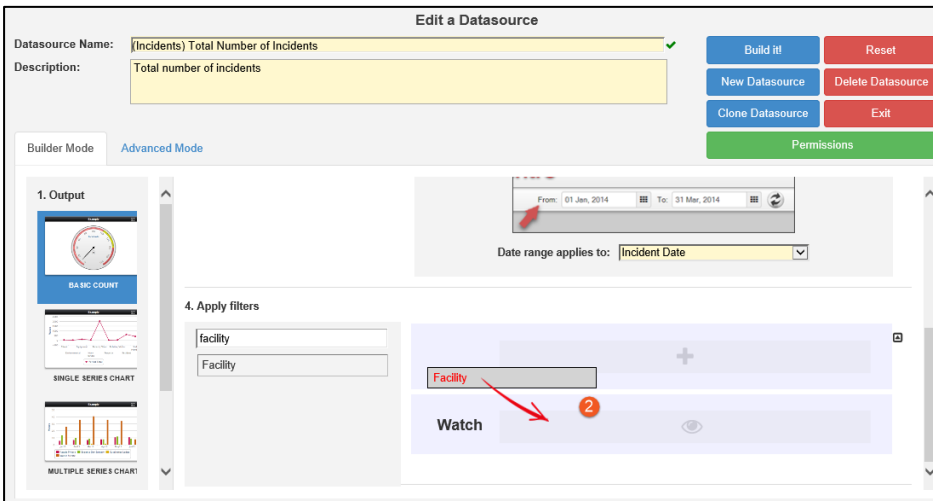 Edit a Datasource
Datasource Name:
(Incidents) Total Number of Incidents
Description:
Total number of incidents
Build it!
Reset
New Datasource
Delete Datasource
Clone Datasource
Exit
Permissions
Builder Mode
Advanced Mode
1. Output
BASIC COUNT
SINGLE SERIES CHART
MULTIPLE SERIES CHART
From: 01 Jan, 2014 To: 31 Mar, 2014
Date range applies to: Incident Date
4. Apply filters
facility
Facility
Facility
2
Watch